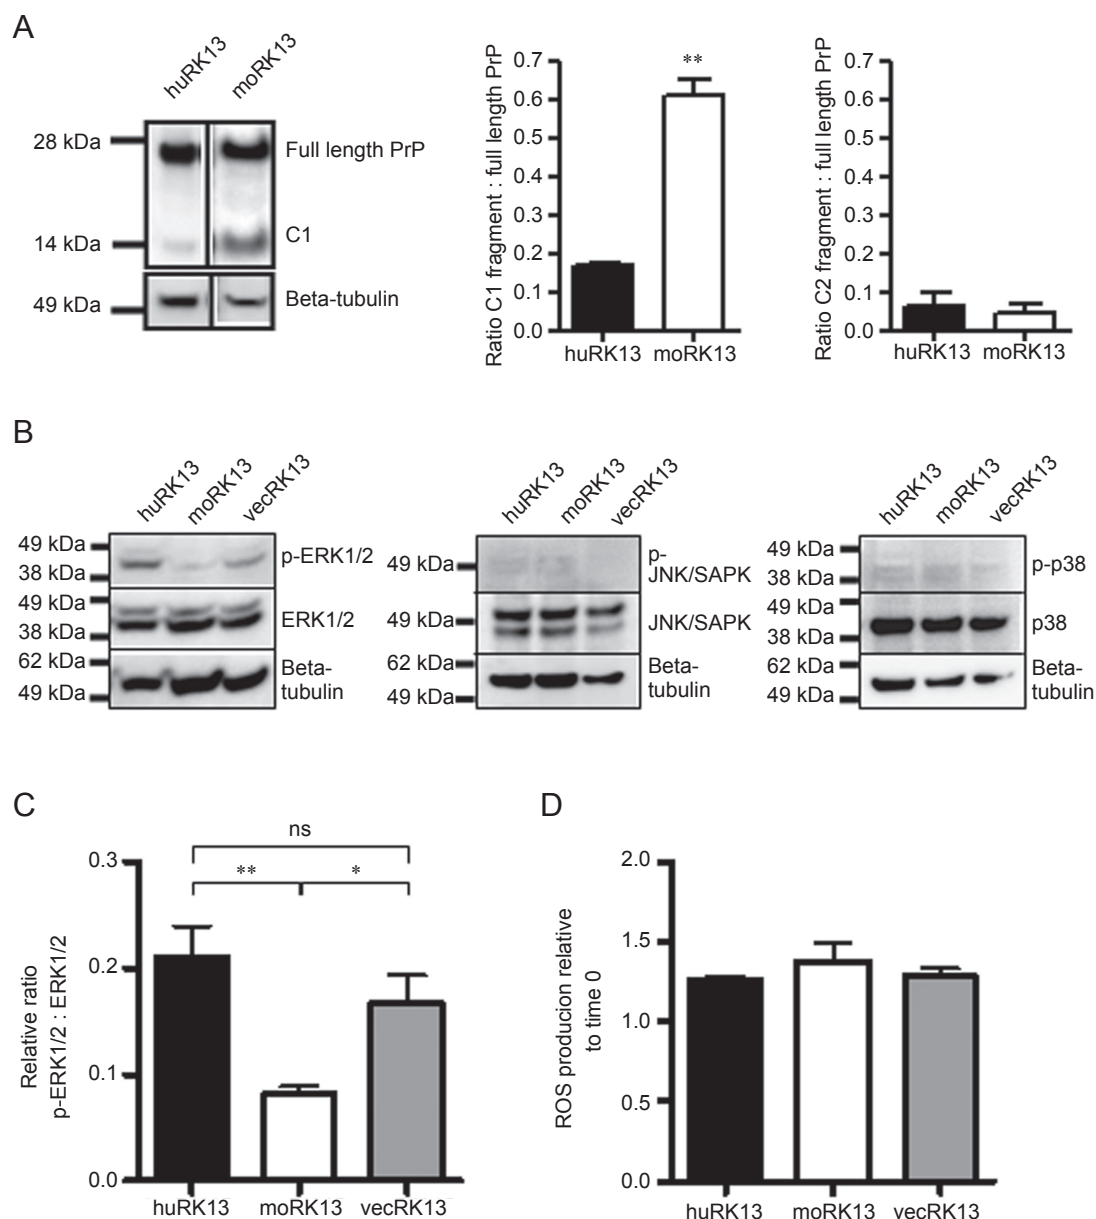 A
huRK13
moRK13
28 kDa
Full length PrP
14 kDa
C1
49 kDa
Beta-tubulin
Ratio C1 fragment : full length PrP
0.7
0.6
0.5
0.4
0.3
0.2
0.1
0.0
**
huRK13
moRK13
Ratio C2 fragment : full length PrP
0.7
0.6
0.5
0.4
0.3
0.2
0.1
0.0
huRK13
moRK13
B
huRK13
moRK13
vecRK13
49 kDa
38 kDa
p-ERK1/2
49 kDa
38 kDa
ERK1/2
62 kDa
49 kDa
Beta-
tubulin
huRK13
moRK13
vecRK13
49 kDa
p-
JNK/SAPK
49 kDa
JNK/SAPK
62 kDa
49 kDa
Beta-
tubulin
huRK13
moRK13
vecRK13
49 kDa
38 kDa
p-p38
49 kDa
38 kDa
p38
62 kDa
49 kDa
Beta-
tubulin
C
Relative ratio
p-ERK1/2 : ERK1/2
0.3
0.2
0.1
0.0
ns
**
*
huRK13
moRK13
vecRK13
D
ROS producion relative
to time 0
2.0
1.5
1.0
0.5
0.0
huRK13
moRK13
vecRK13